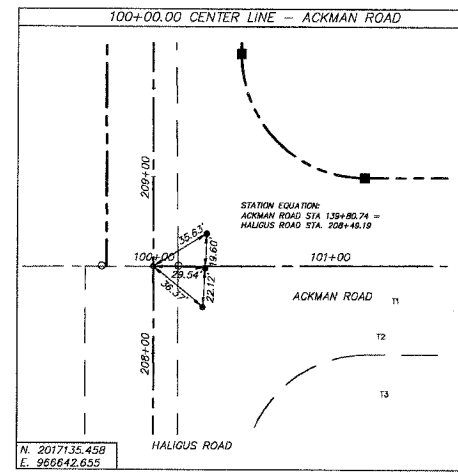 100+00.00 CENTER LINE - ACKMAN ROAD
209+00
STATION EQUATION:
ACKMAN ROAD STA 139+80.74 =
HALIGUS ROAD STA. 208+49.19
35.63'
19.60'
100+00
29.54'
101+00
36.37'
22.12'
ACKMAN ROAD
T1
T2
208+00
T3
HALIGUS ROAD
N. 2017135.458
E. 966642.655